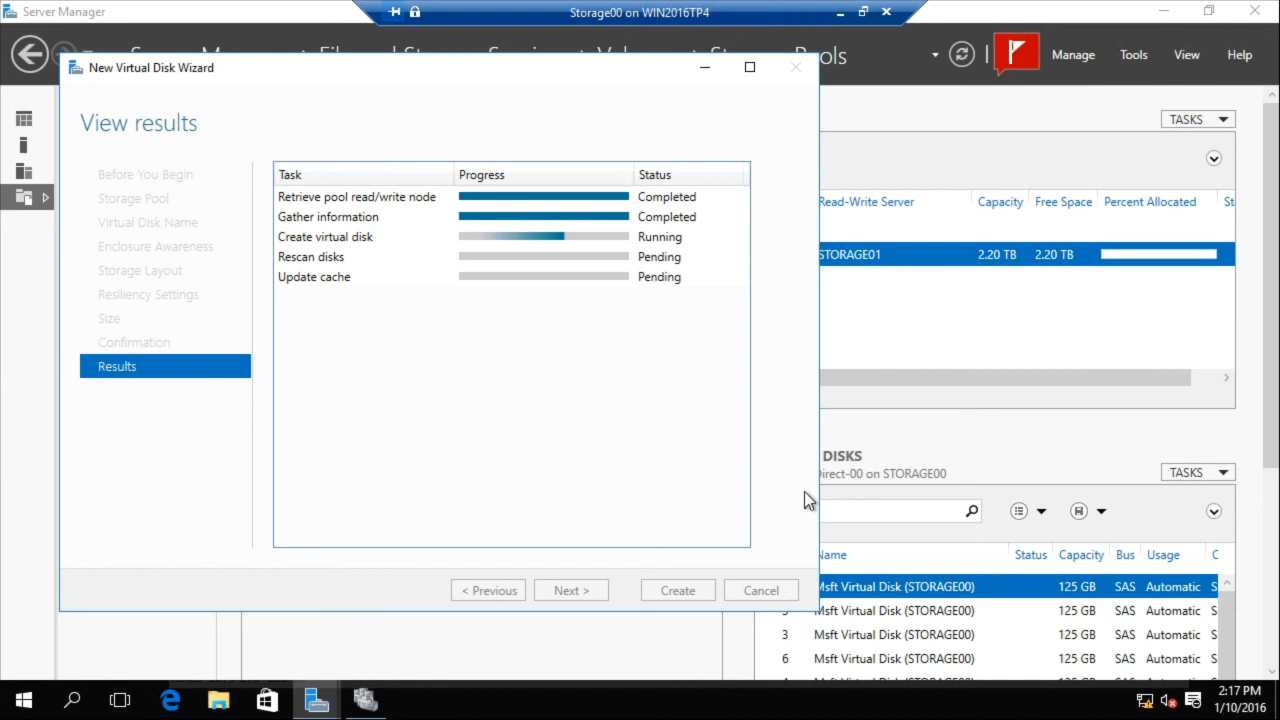 Server Manager
Storage00 on WIN2016TP4
Manage Tools View Help
New Virtual Disk Wizard
View results
TASKS
Before You Begin
Storage Pool
Virtual Disk Name
Enclosure Awareness
Storage Layout
Resiliency Settings
Size
Confirmation
Results
Task Progress Status
Retrieve pool read/write node Completed
Gather information Completed
Create virtual disk Running
Rescan disks Pending
Update cache Pending
< Previous Next > Create Cancel
Read-Write Server Capacity Free Space Percent Allocated St
STORAGE01 2.20 TB 2.20 TB
DISKS
Direct-00 on STORAGE00
TASKS
Name Status Capacity Bus Usage C
Msft Virtual Disk (STORAGE00) 125 GB SAS Automatic S
Msft Virtual Disk (STORAGE00) 125 GB SAS Automatic S
3 Msft Virtual Disk (STORAGE00) 125 GB SAS Automatic S
6 Msft Virtual Disk (STORAGE00) 125 GB SAS Automatic S
2:17 PM
1/10/2016